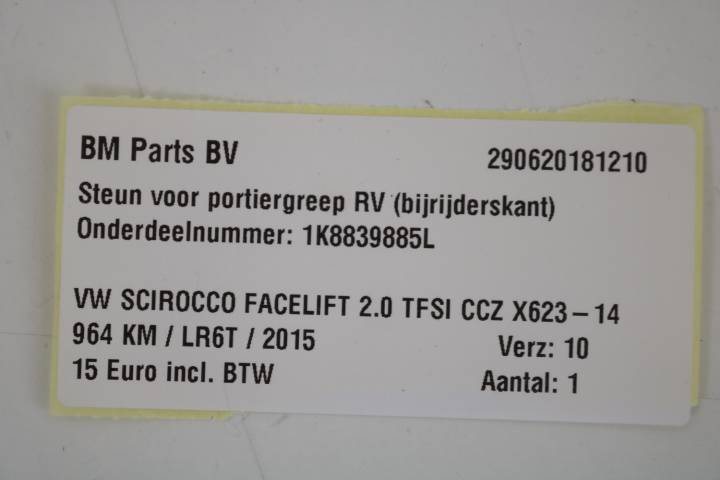 BM Parts BV 290620181210
Steun voor portiergreep RV (bijrijderskant)
Onderdeelnummer: 1K8839885L
VW SCIROCCO FACELIFT 2.0 TFSI CCZ X623-14
964 KM / LR6T / 2015 Verz: 10
15 Euro incl. BTW Aantal: 1